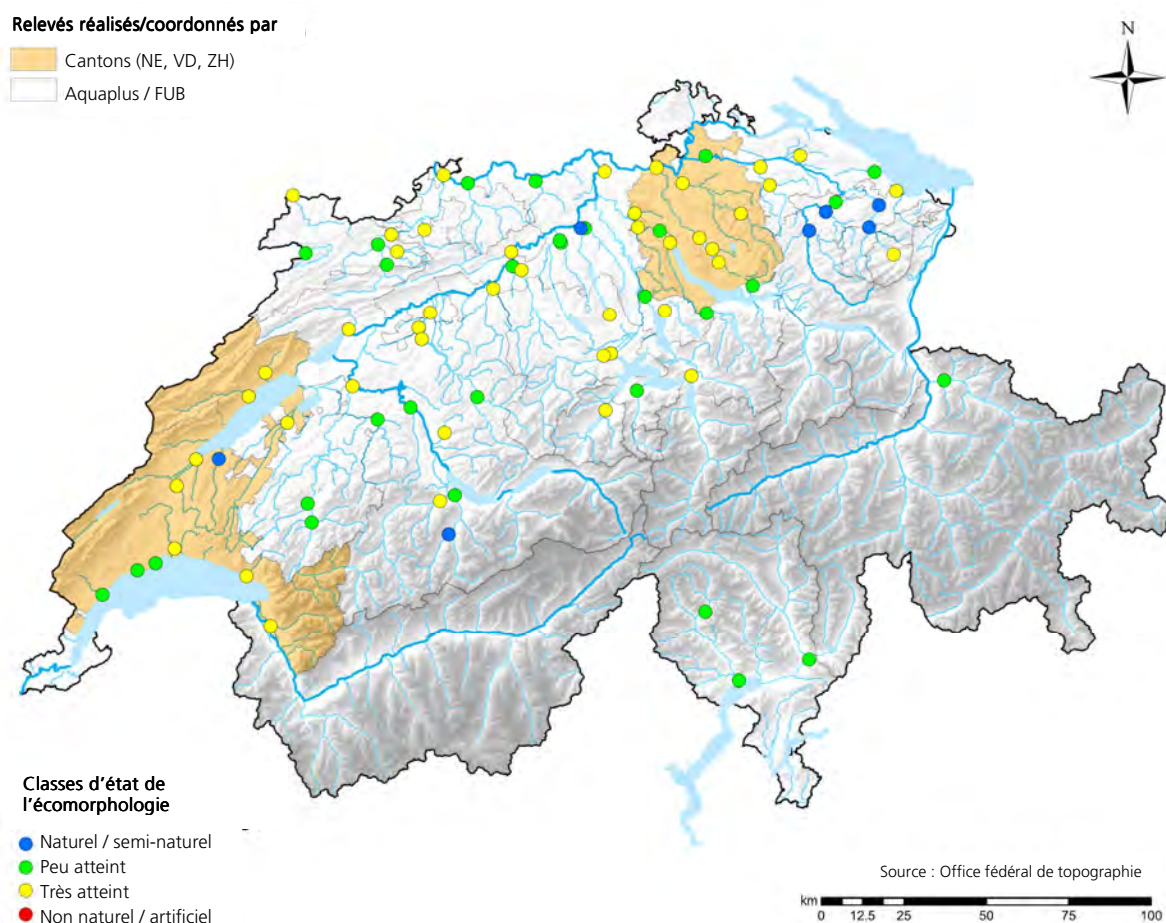 Relevés réalisés/coordonnés par
Cantons (NE, VD, ZH)
Aquaplus / FUB
N
Classes d'état de
l'écomorphologie
Naturel / semi-naturel
Peu atteint
Très atteint
Non naturel / artificiel
Source : Office fédéral de topographie
km
0 12.5 25 50 75 100